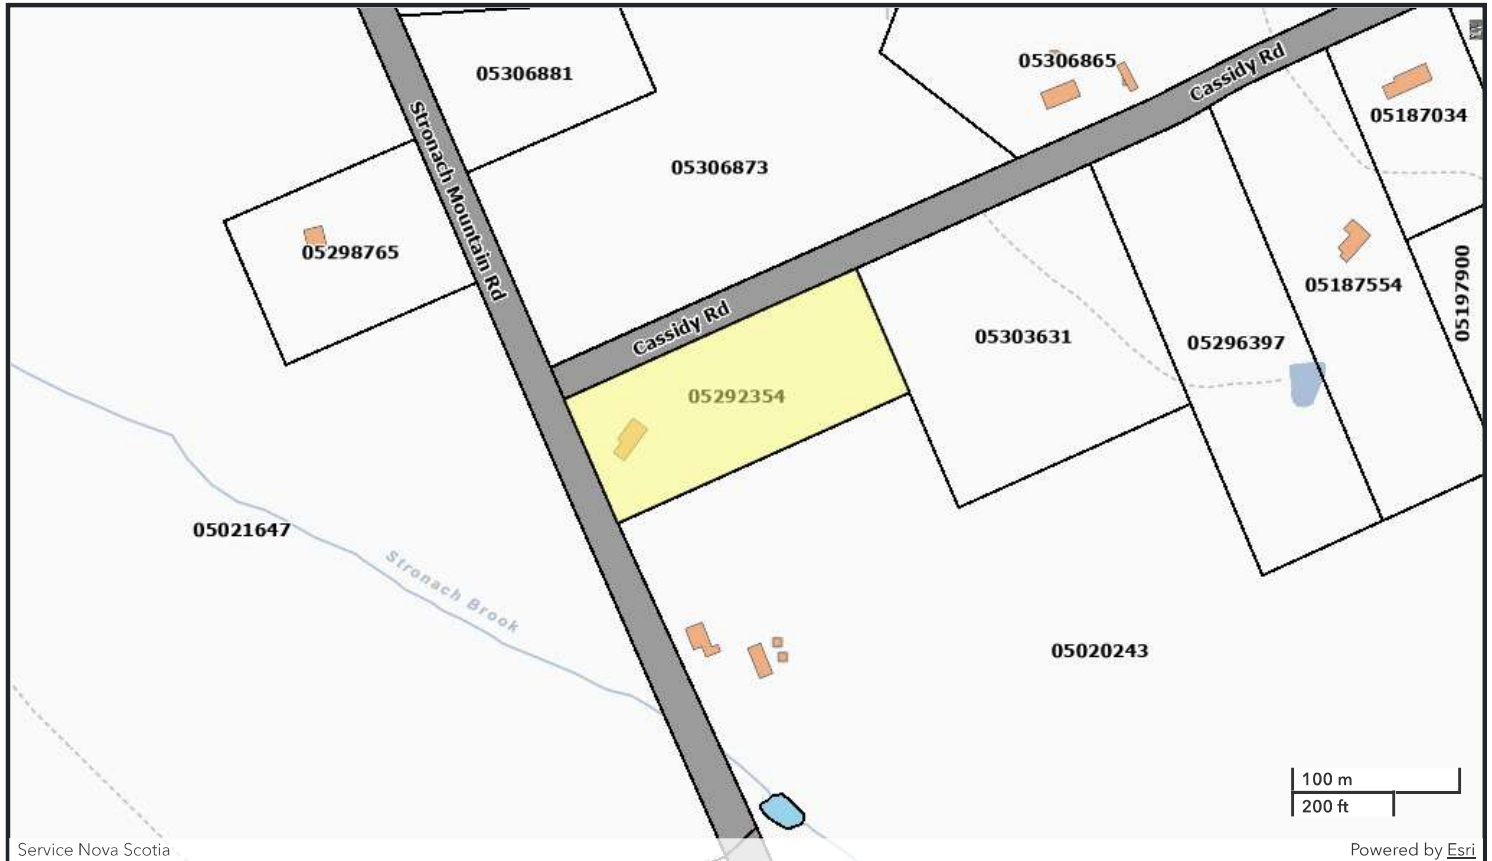 05306881
05306865
Cassidy Rd
05187034
Stronach Mountain Rd
05306873
05298765
05187554
05197900
Cassidy Rd
05303631
05296397
05292354
05021647
Stronach Brook
05020243
100 m
200 ft
Service Nova Scotia
Powered by Esri